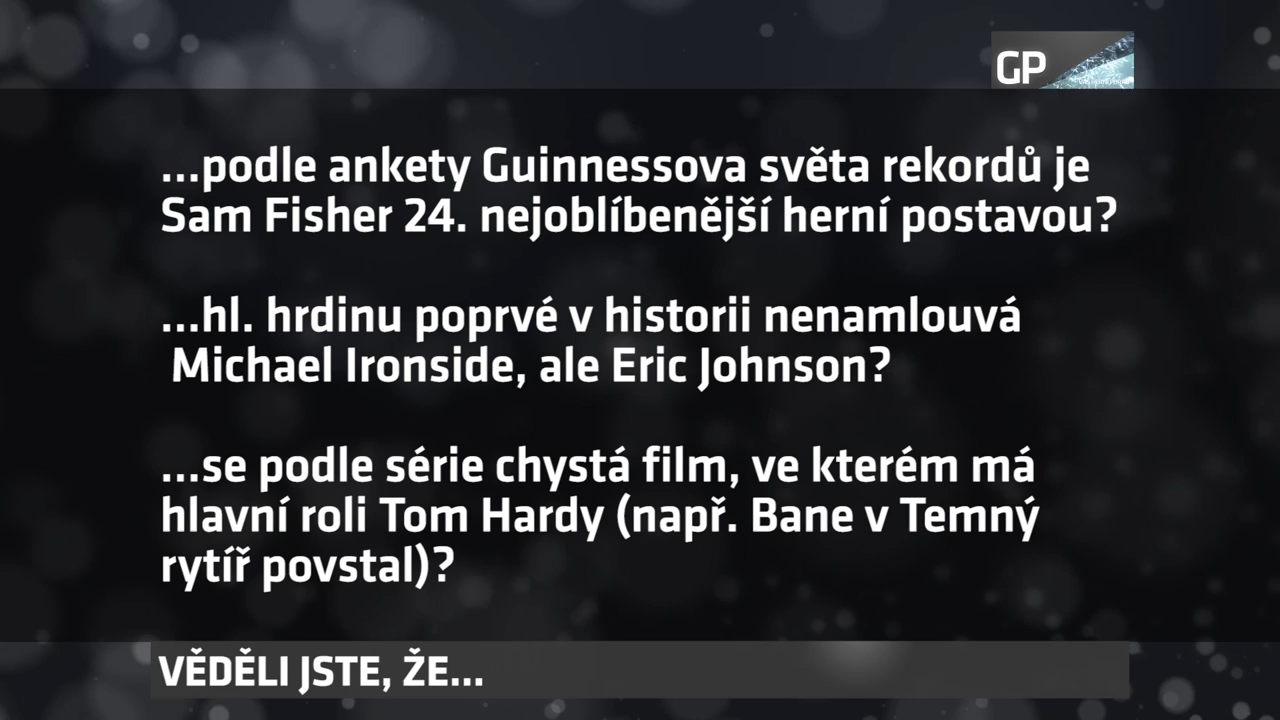 GP
...podle ankety Guinnessova světa rekordů je
Sam Fisher 24. nejoblíbenější herní postavou?
...hl. hrdinu poprvé v historii nenamlouvá
Michael Ironside, ale Eric Johnson?
...se podle série chystá film, ve kterém má
hlavní roli Tom Hardy (např. Bane v Temný
rytíř povstal)?
VĚDĚLI JSTE, ŽE...